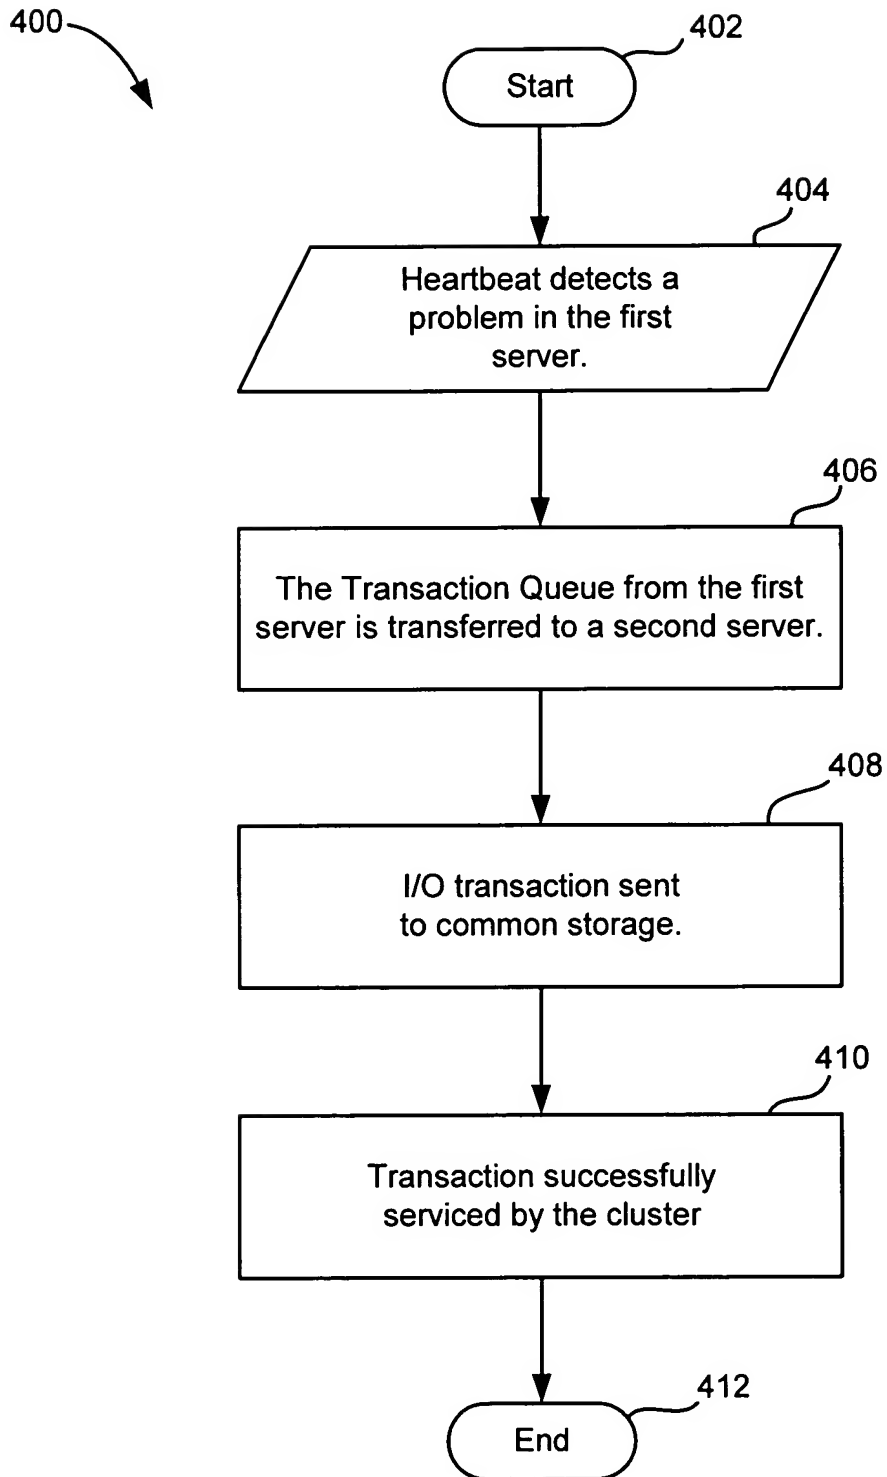 400
402
Start
404
Heartbeat detects a
problem in the first
server.
406
The Transaction Queue from the first
server is transferred to a second server.
408
I/O transaction sent
to common storage.
410
Transaction successfully
serviced by the cluster
412
End